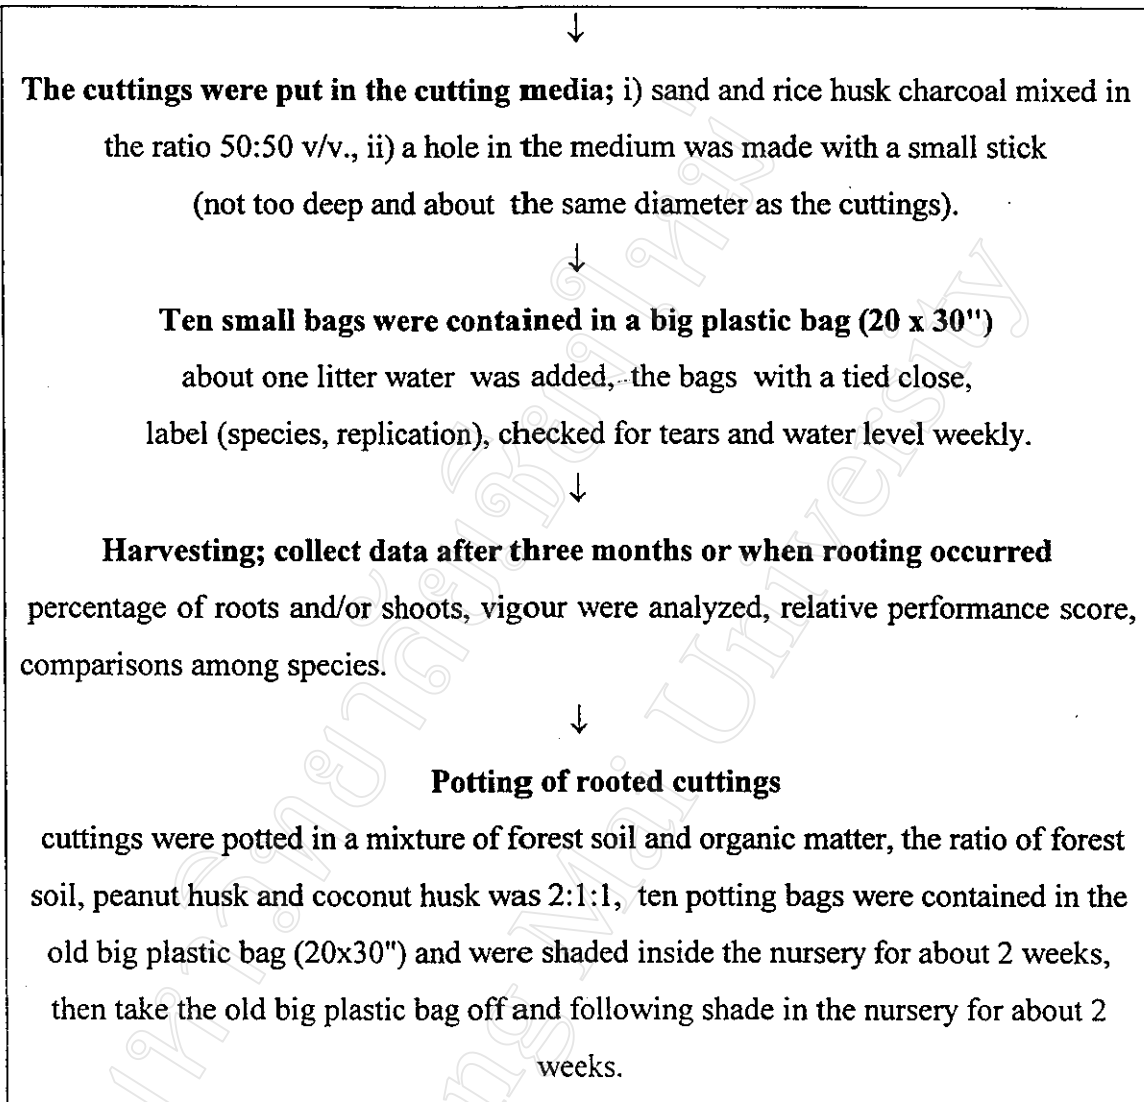 ↓
The cuttings were put in the cutting media; i) sand and rice husk charcoal mixed in
the ratio 50:50 v/v., ii) a hole in the medium was made with a small stick
(not too deep and about the same diameter as the cuttings).
↓
Ten small bags were contained in a big plastic bag (20 x 30")
about one litter water was added, the bags with a tied close,
label (species, replication), checked for tears and water level weekly.
↓
Harvesting; collect data after three months or when rooting occurred
percentage of roots and/or shoots, vigour were analyzed, relative performance score,
comparisons among species.
↓
Potting of rooted cuttings
cuttings were potted in a mixture of forest soil and organic matter, the ratio of forest
soil, peanut husk and coconut husk was 2:1:1, ten potting bags were contained in the
old big plastic bag (20x30") and were shaded inside the nursery for about 2 weeks,
then take the old big plastic bag off and following shade in the nursery for about 2
weeks.